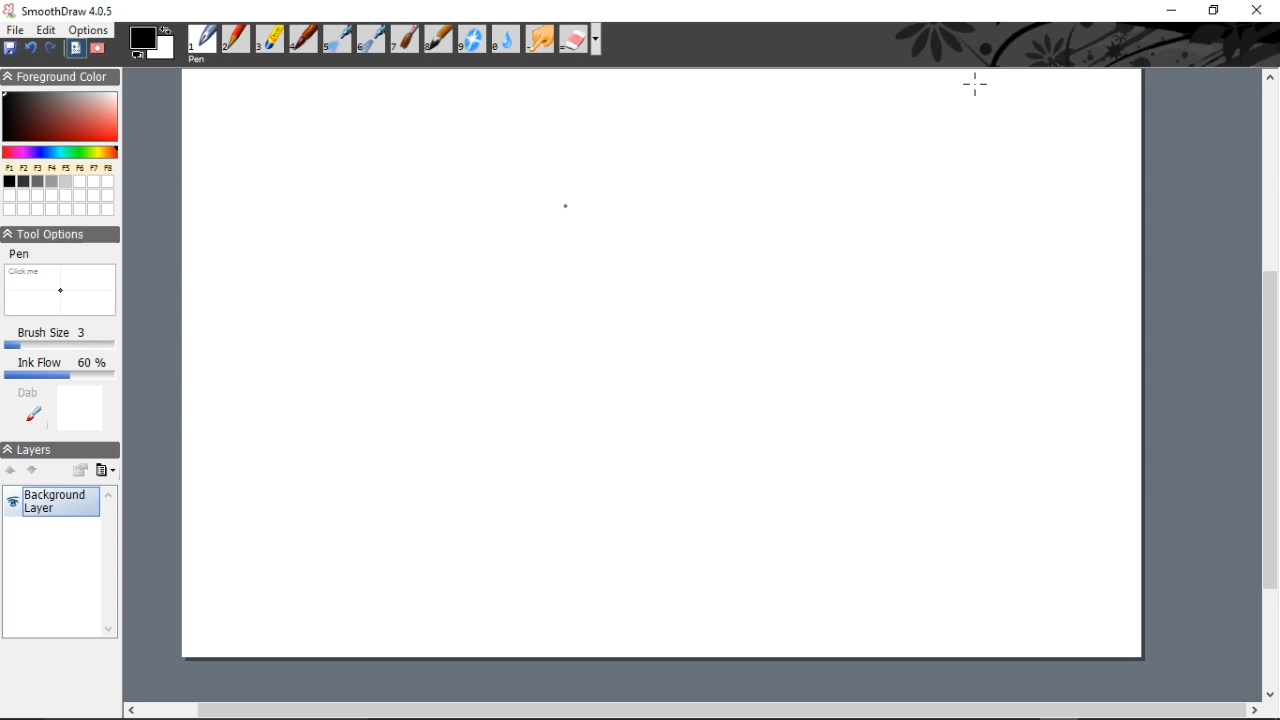 SmoothDraw 4.0.5
File Edit Options
1 2 3 4 5 6 7 8 9 0 - =
Pen
Foreground Color
F1 F2 F3 F4 F5 F6 F7 F8
Tool Options
Pen
Click me
Brush Size 3
Ink Flow 60 %
Dab
Layers
Background
Layer